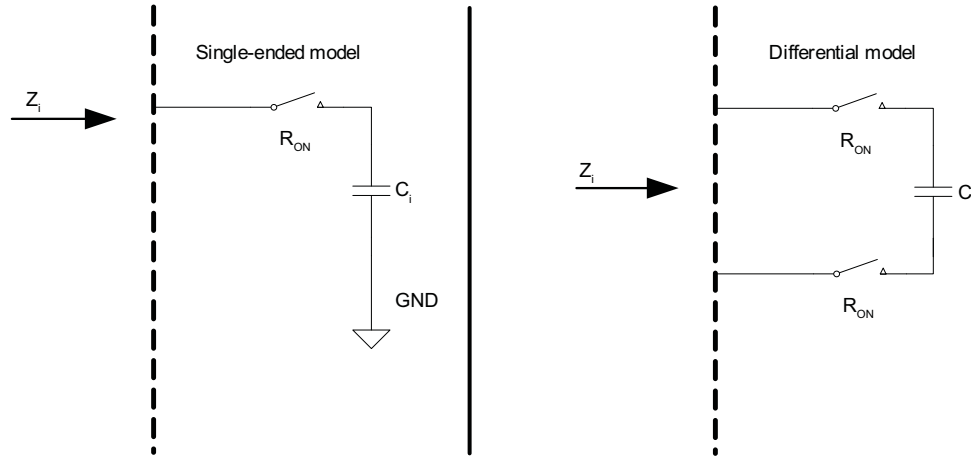 Single-ended model
Z_i
R_ON
C_i
GND
Differential model
Z_i
R_ON
C
R_ON